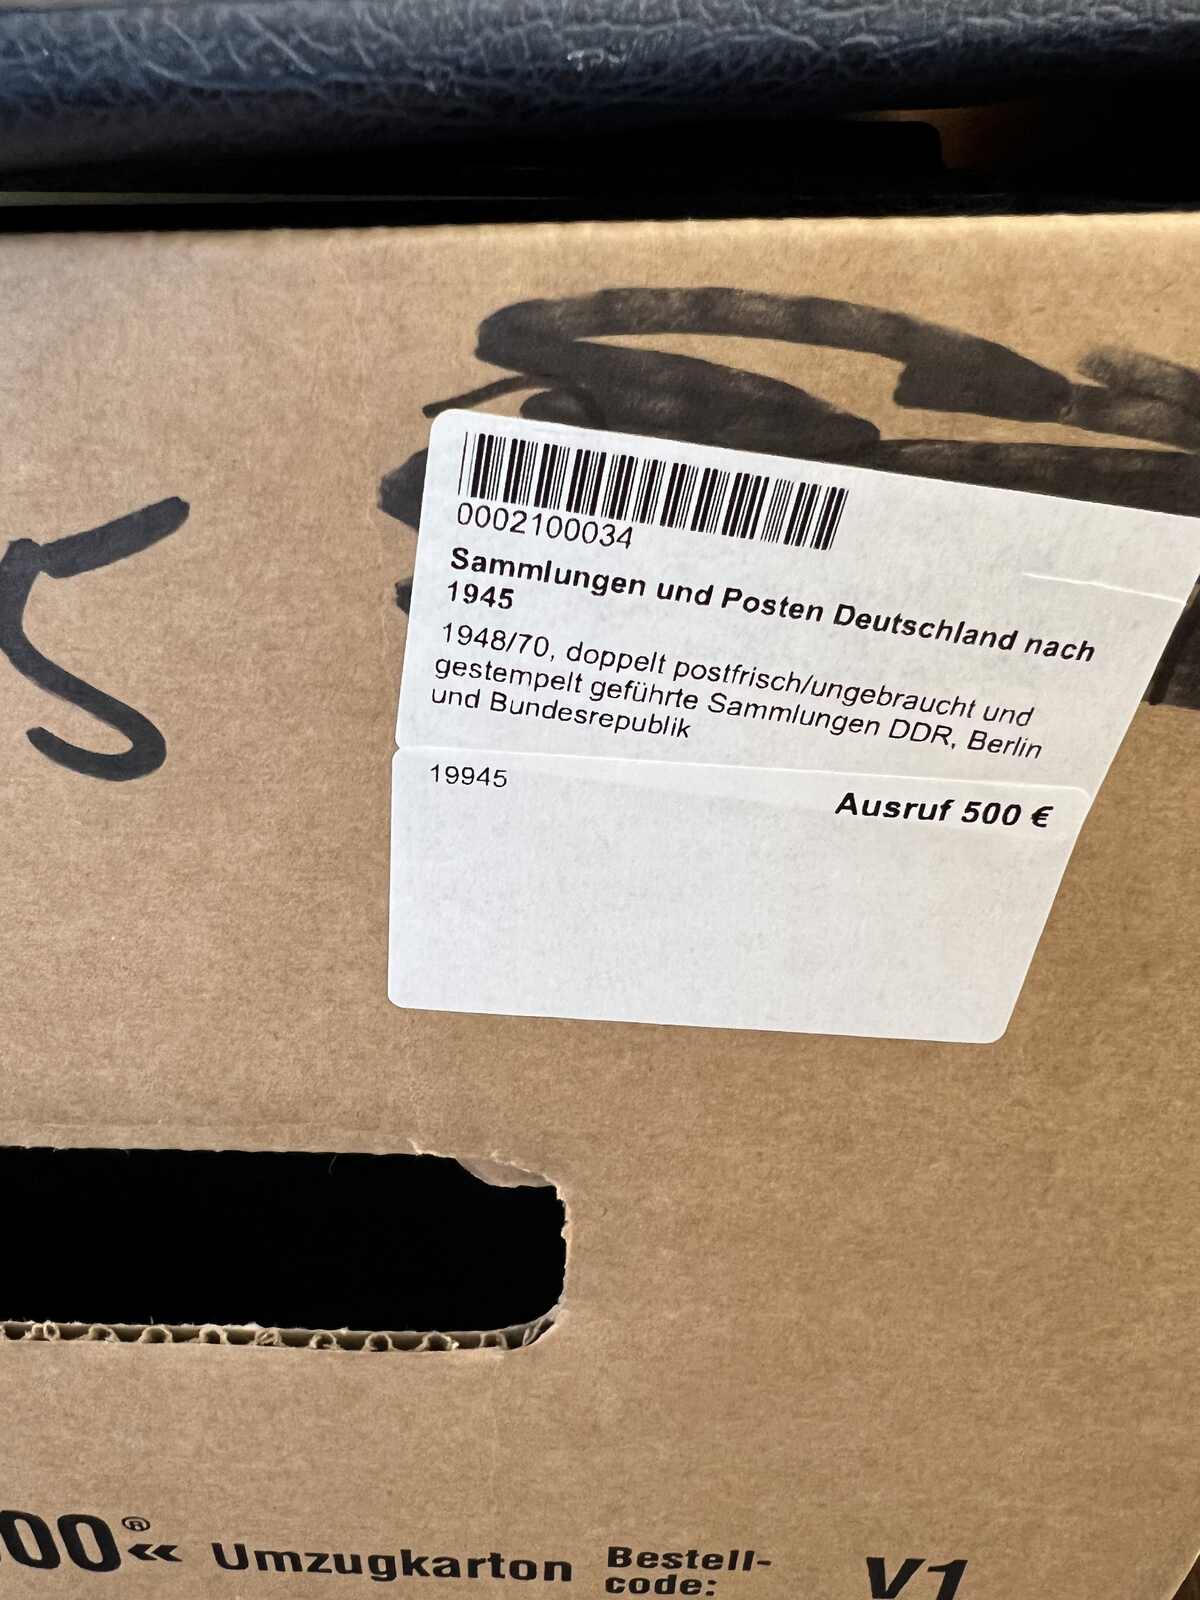 5
0002100034
Sammlungen und Posten Deutschland nach
1945
1948/70, doppelt postfrisch/ungebraucht und
gestempelt geführte Sammlungen DDR, Berlin
und Bundesrepublik
19945
Ausruf 500 €
00®« Umzugkarton Bestell-
code: V1